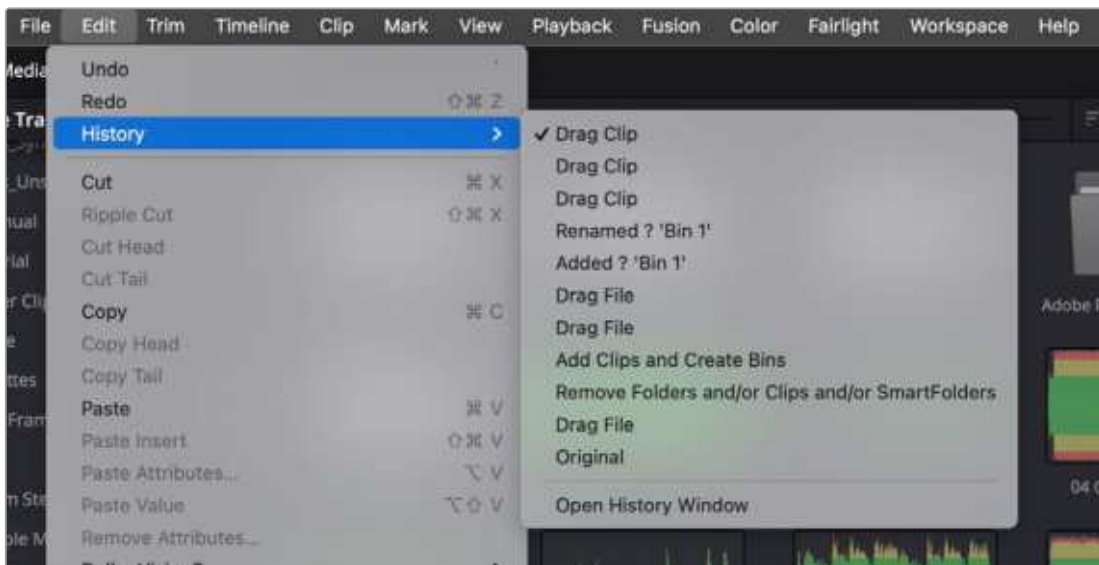 File Edit Trim Timeline Clip Mark View Playback Fusion Color Fairlight Workspace Help
Undo
Redo ⇧⌘ Z
History
✓ Drag Clip
Cut ⌘ X
Drag Clip
Ripple Cut ⇧⌘ X
Drag Clip
Cut Head
Renamed ? 'Bin 1'
Cut Tail
Added ? 'Bin 1'
Copy ⌘ C
Drag File
Copy Head
Drag File
Copy Tail
Add Clips and Create Bins
Paste ⌘ V
Remove Folders and/or Clips and/or SmartFolders
Paste Insert ⇧⌘ V
Drag File
Paste Attributes... ⌥ V
Original
Paste Value ⌥⇧ V
Open History Window
Remove Attributes...
Adobe